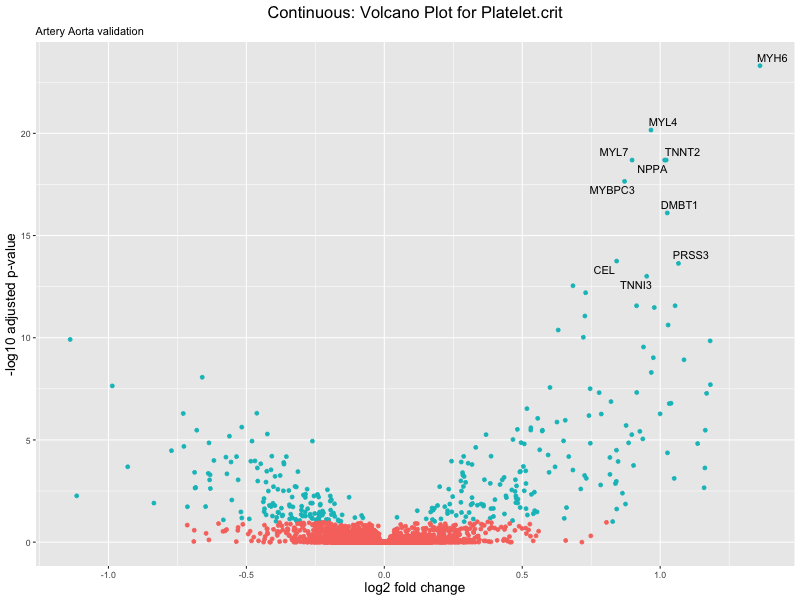 Continuous: Volcano Plot for Platelet.crit
Artery Aorta validation
MYH6
MYL4
MYL7
TNNT2
NPPA
MYBPC3
DMBT1
PRSS3
CEL
TNNI3
-log10 adjusted p-value
20
15
10
5
0
-1.0
-0.5
0.0
0.5
1.0
log2 fold change